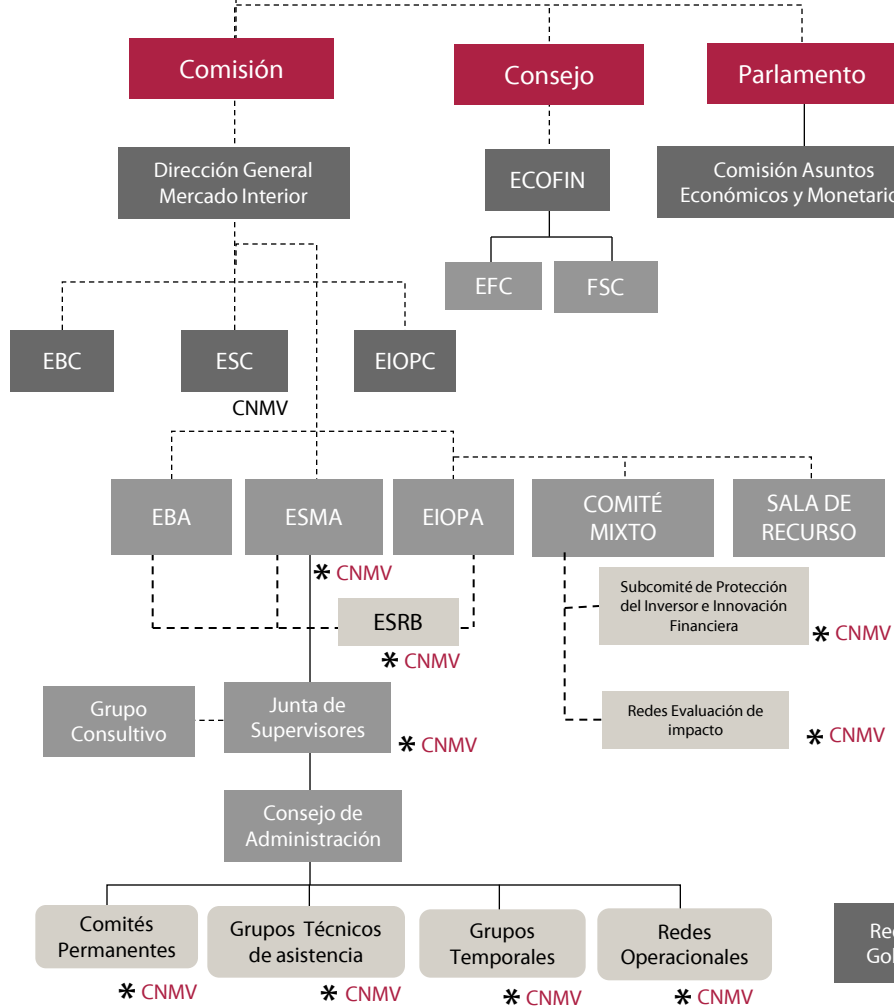 Comisión
Consejo
Parlamento
Dirección General
Mercado Interior
ECOFIN
Comisión Asuntos
Económicos y
EFC
FSC
EBC
ESC
EIOPC
CNMV
EBA
ESMA
EIOPA
COMITÉ
MIXTO
SALA DE
RECURSO
* CNMV
Subcomité de Protección
del Inversor e Innovación
Financiera
* CNMV
ESRB
* CNMV
Grupo
Consultivo
Junta de
Supervisores
* CNMV
Redes Evaluación de
impacto
* CNMV
Consejo de
Administración
Comités
Permanentes
* CNMV
Grupos Técnicos
de asistencia
* CNMV
Grupos
Temporales
* CNMV
Redes
Operacionales
* CNMV